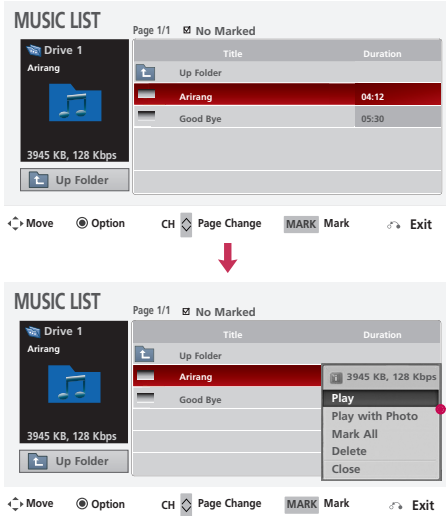 MUSIC LIST
Page 1/1 No Marked
Drive 1
Arirang
3945 KB, 128 Kbps
Up Folder
Title Duration
Up Folder
Arirang 04:12
Good Bye 05:30
Move Option CH Page Change MARK Mark Exit
MUSIC LIST
Page 1/1 No Marked
Drive 1
Arirang
3945 KB, 128 Kbps
Up Folder
Title Duration
Up Folder
Arirang
Good Bye
i 3945 KB, 128 Kbps
Play
Play with Photo
Mark All
Delete
Close
Move Option CH Page Change MARK Mark Exit